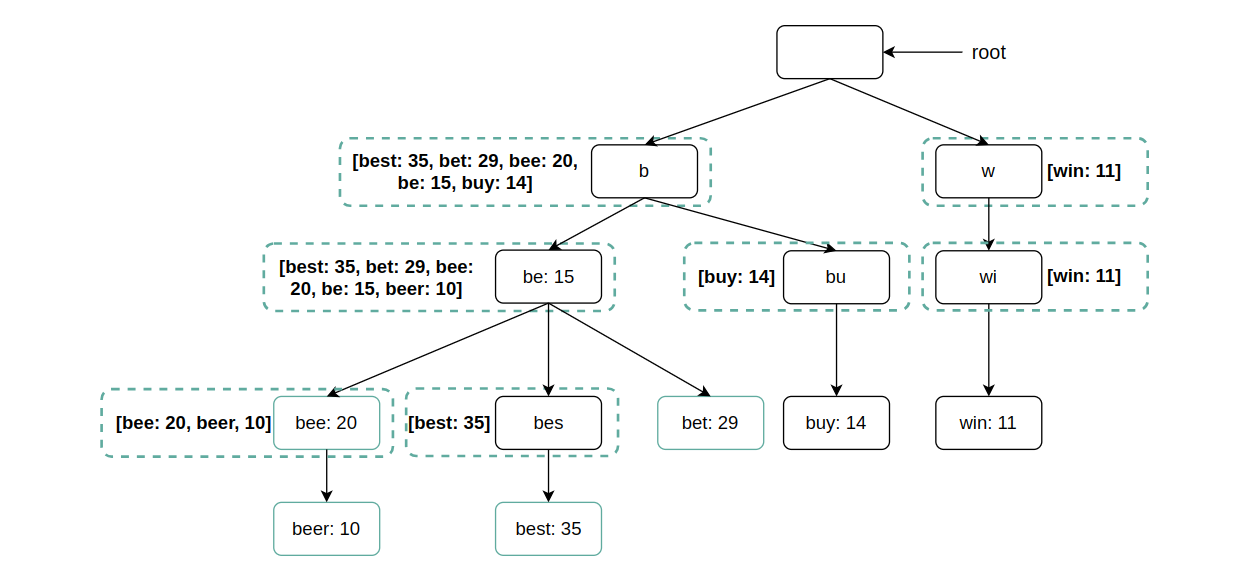 root
[best: 35, bet: 29, bee: 20,
be: 15, buy: 14]
b
w
[win: 11]
[best: 35, bet: 29, bee:
20, be: 15, beer: 10]
be: 15
[buy: 14]
bu
wi
[win: 11]
[bee: 20, beer, 10]
bee: 20
[best: 35]
bes
bet: 29
buy: 14
win: 11
beer: 10
best: 35